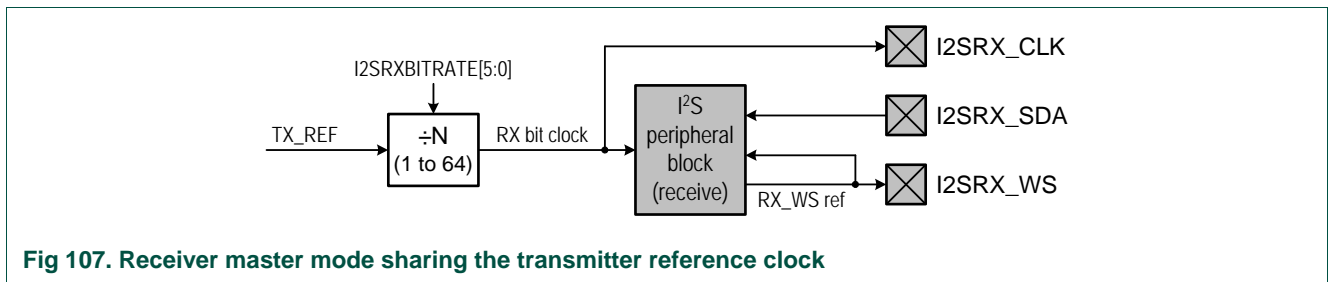 I2SRX_CLK
I2SRXBITRATE[5:0]
I²S
peripheral
block
(receive)
I2SRX_SDA
TX_REF
÷N
(1 to 64)
RX bit clock
RX_WS ref
I2SRX_WS
Fig 107. Receiver master mode sharing the transmitter reference clock